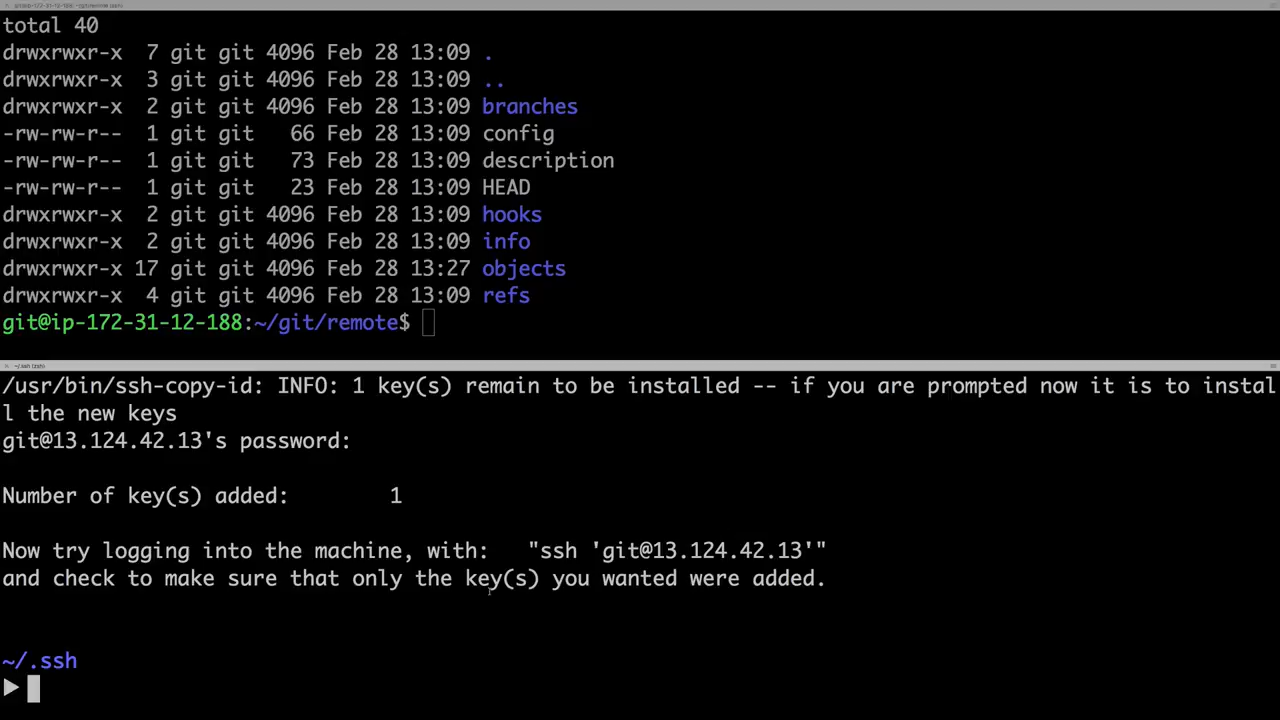 total 40
drwxrwxr-x  7 git git 4096 Feb 28 13:09 .
drwxrwxr-x  3 git git 4096 Feb 28 13:09 ..
drwxrwxr-x  2 git git 4096 Feb 28 13:09 branches
-rw-rw-r--  1 git git   66 Feb 28 13:09 config
-rw-rw-r--  1 git git   73 Feb 28 13:09 description
-rw-rw-r--  1 git git   23 Feb 28 13:09 HEAD
drwxrwxr-x  2 git git 4096 Feb 28 13:09 hooks
drwxrwxr-x  2 git git 4096 Feb 28 13:09 info
drwxrwxr-x 17 git git 4096 Feb 28 13:27 objects
drwxrwxr-x  4 git git 4096 Feb 28 13:09 refs
git@ip-172-31-12-188:~/git/remote$
~/.ssh (zsh)
/usr/bin/ssh-copy-id: INFO: 1 key(s) remain to be installed -- if you are prompted now it is to instal
l the new keys
git@13.124.42.13's password:
Number of key(s) added:        1
Now try logging into the machine, with:   "ssh 'git@13.124.42.13'"
and check to make sure that only the key(s) you wanted were added.
~/.ssh